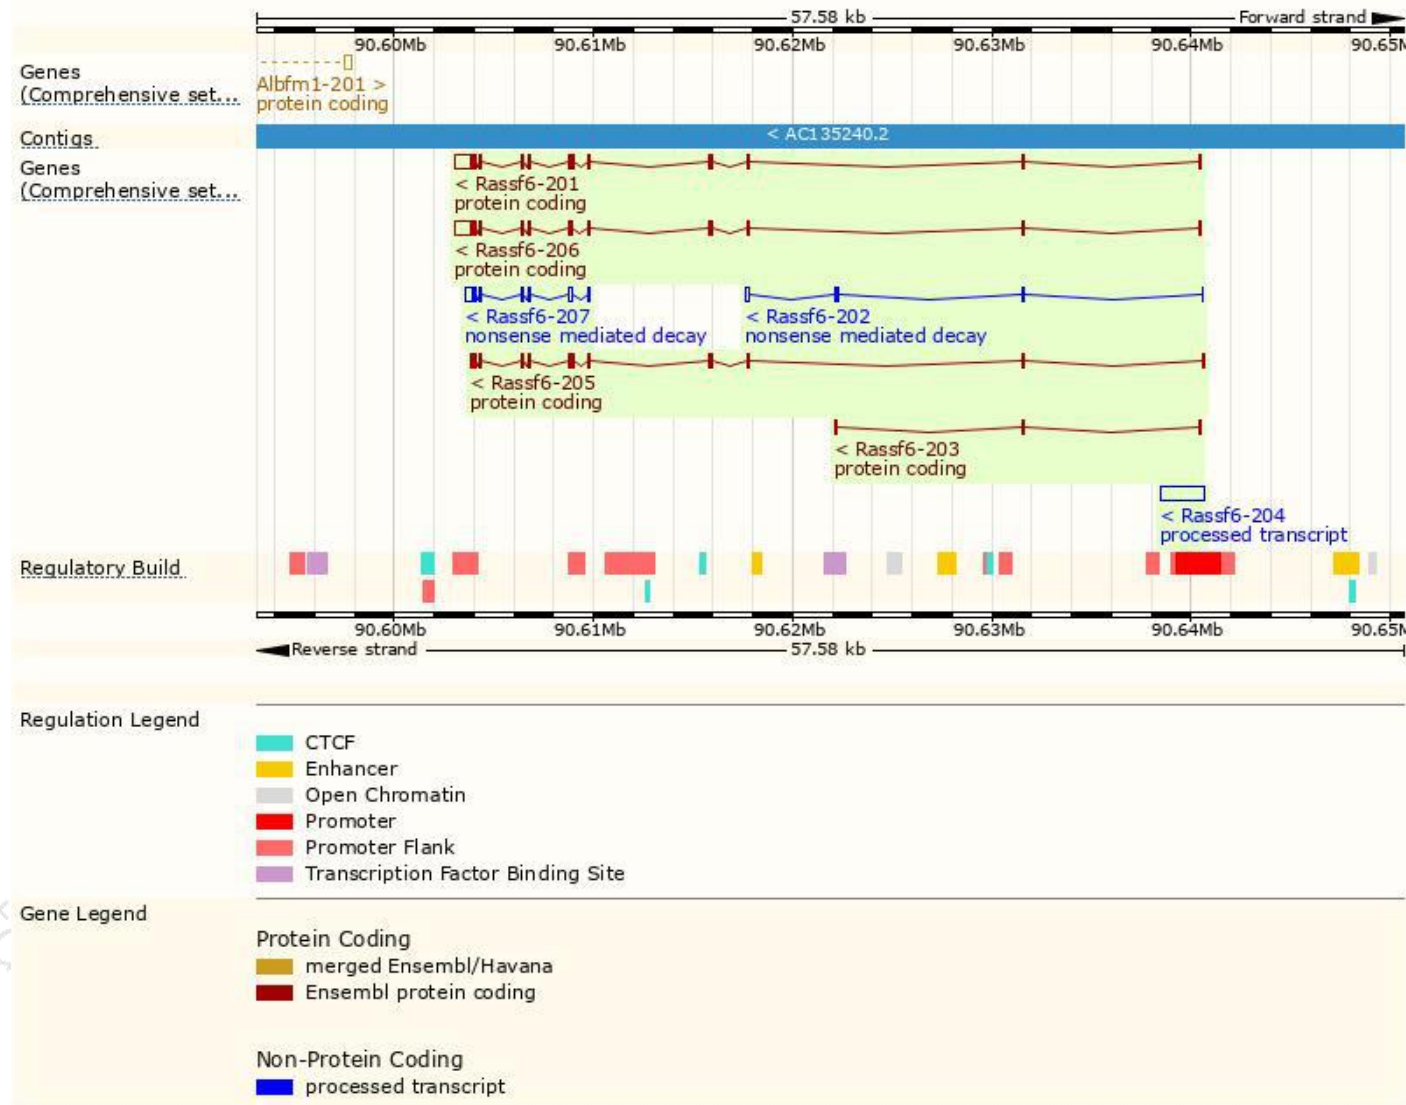 57.58 kb
Forward strand
90.60Mb 90.61Mb 90.62Mb 90.63Mb 90.64Mb 90.65M
Genes
(Comprehensive set...
Albfm1-201 >
protein coding
Contigs
< AC135240.2
Genes
(Comprehensive set...
< Rassf6-201
protein coding
< Rassf6-206
protein coding
< Rassf6-207
nonsense mediated decay
< Rassf6-202
nonsense mediated decay
< Rassf6-205
protein coding
< Rassf6-203
protein coding
< Rassf6-204
processed transcript
Regulatory Build
90.60Mb 90.61Mb 90.62Mb 90.63Mb 90.64Mb 90.65M
Reverse strand
57.58 kb
Regulation Legend
CTCF
Enhancer
Open Chromatin
Promoter
Promoter Flank
Transcription Factor Binding Site
Gene Legend
Protein Coding
merged Ensembl/Havana
Ensembl protein coding
Non-Protein Coding
processed transcript